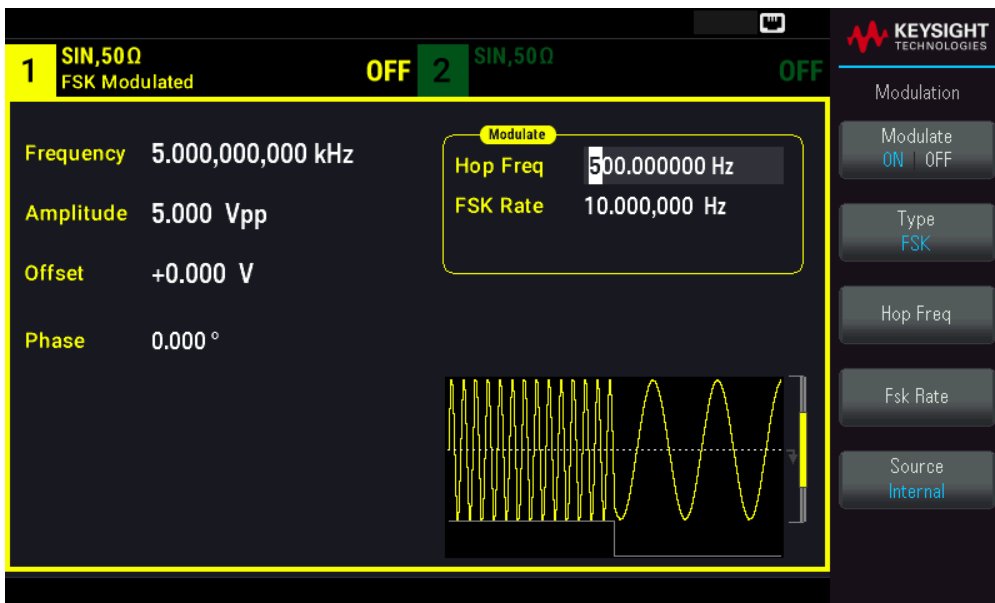 1 SIN,50Ω OFF
FSK Modulated
2 SIN,50Ω OFF
Frequency 5.000,000,000 kHz
Amplitude 5.000 Vpp
Offset +0.000 V
Phase 0.000 °
Modulate
Hop Freq 500.000000 Hz
FSK Rate 10.000,000 Hz
KEYSIGHT
TECHNOLOGIES
Modulation
Modulate
ON | OFF
Type
FSK
Hop Freq
Fsk Rate
Source
Internal